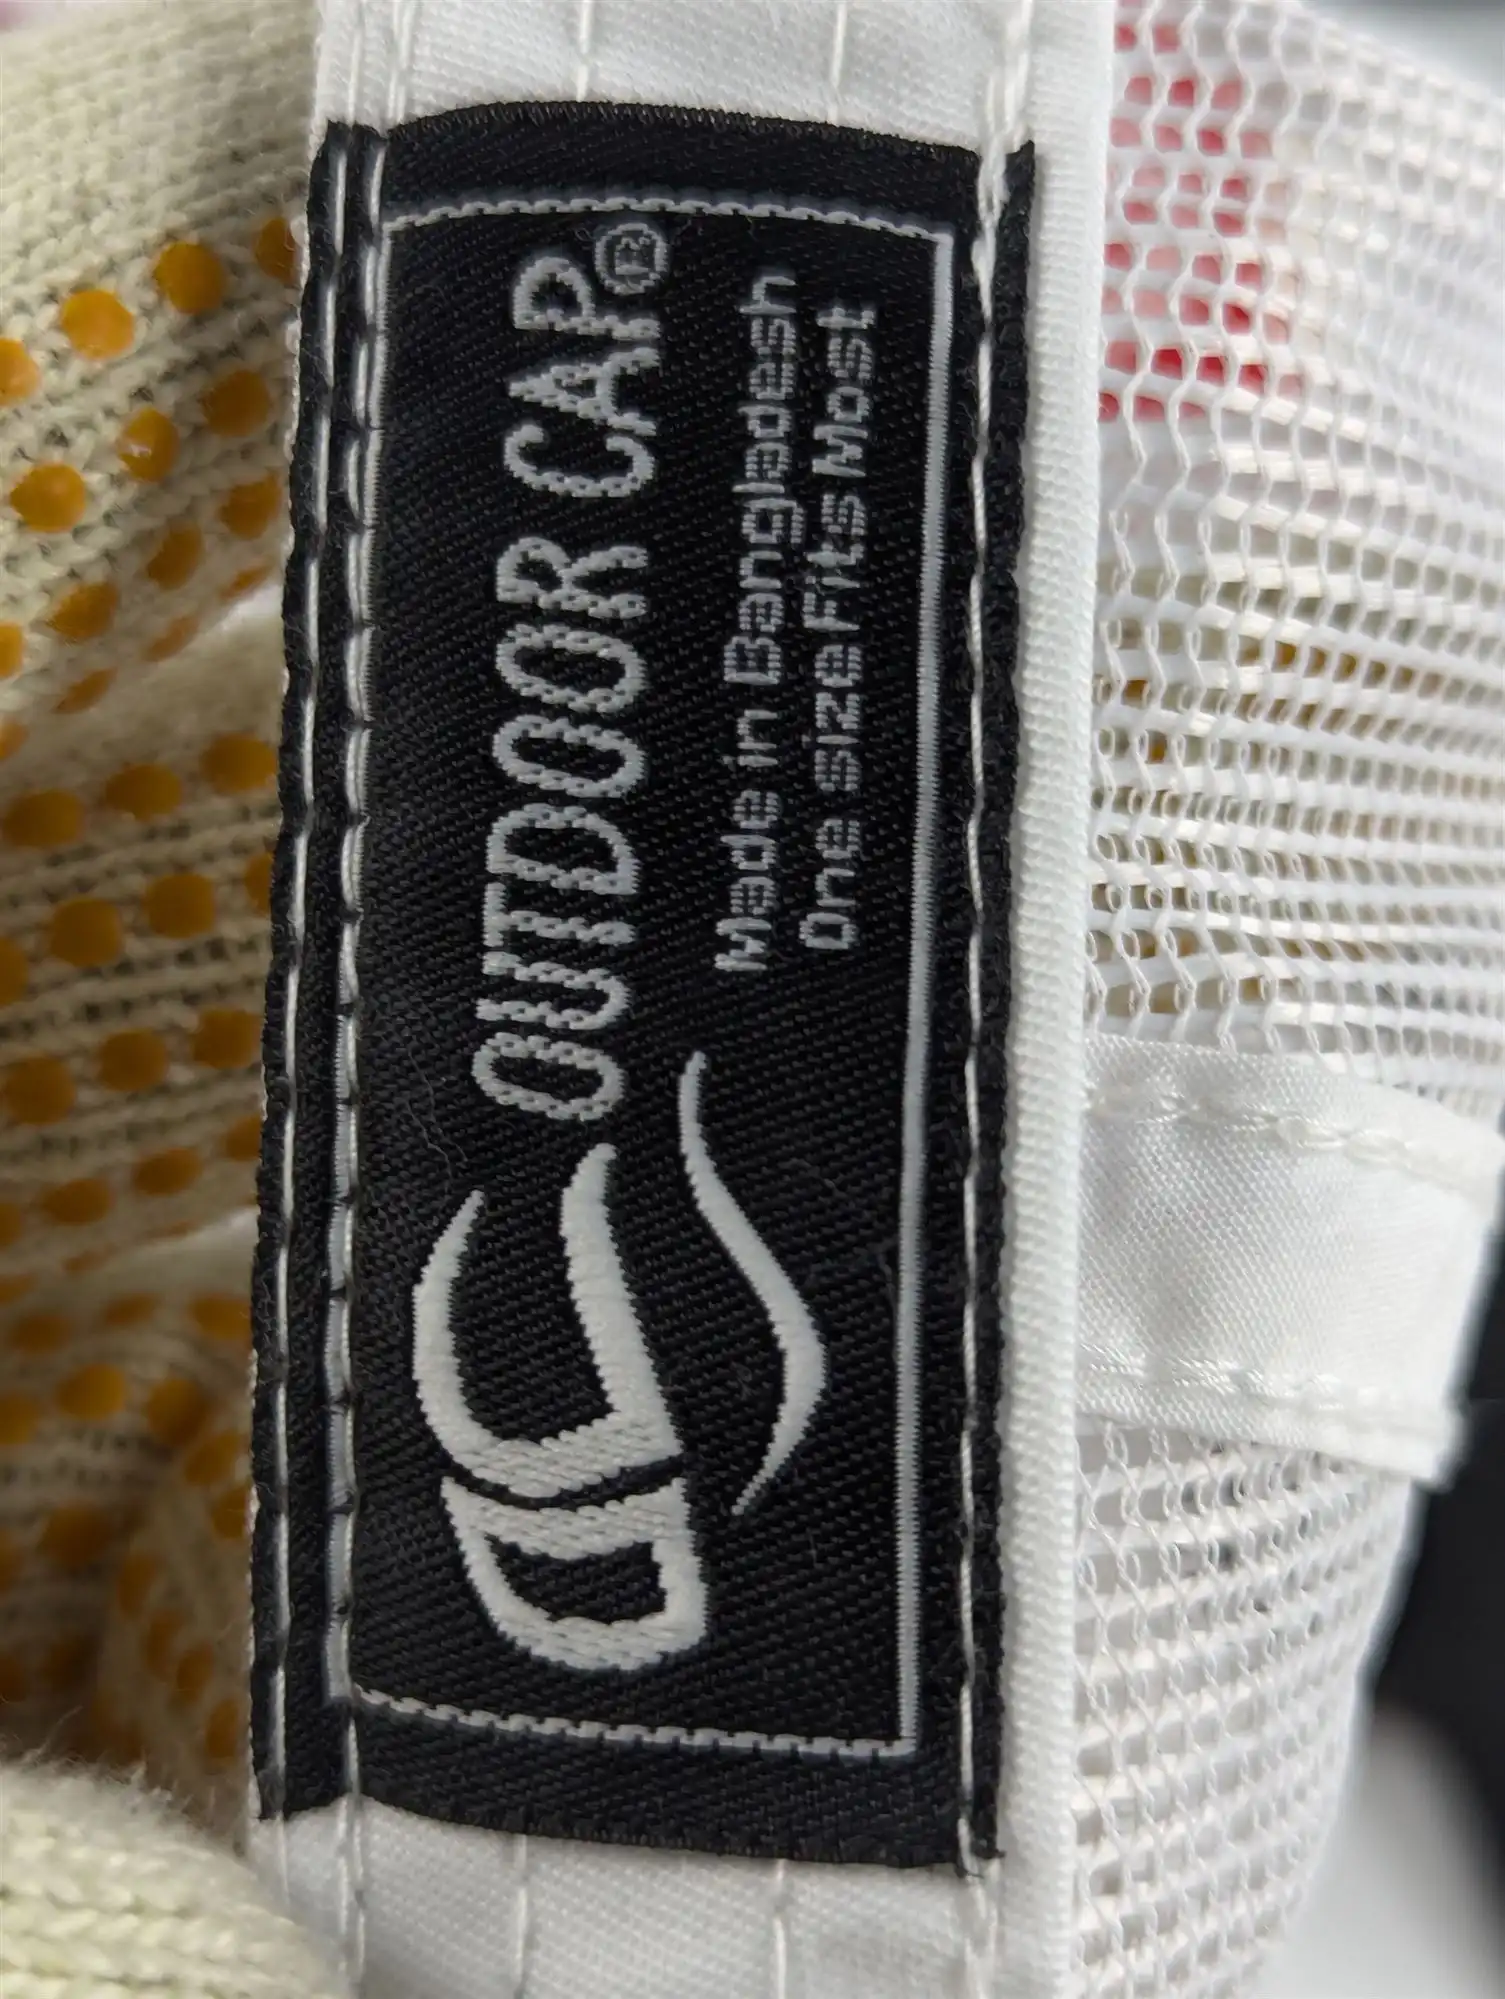 OUTDOOR CAP®
Made in Bangladesh
One size Fits Most